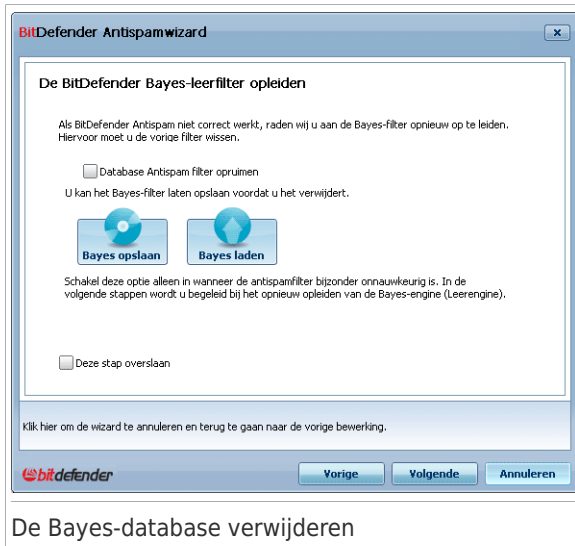 BitDefender Antispamwizard
x
De BitDefender Bayes-leerfilter opleiden
Als BitDefender Antispam niet correct werkt, raden wij u aan de Bayes-filter opnieuw op te leiden.
Hiervoor moet u de vorige filter wissen.
Database Antispam filter opruimen
U kan het Bayes-filter laten opslaan voordat u het verwijdert.
Bayes opslaan
Bayes laden
Schakel deze optie alleen in wanneer de antispamfilter bijzonder onnauwkeurig is. In de
volgende stappen wordt u begeleid bij het opnieuw opleiden van de Bayes-engine (Leerengine).
Deze stap overslaan
Klik hier om de wizard te annuleren en terug te gaan naar de vorige bewerking.
bitdefender
Vorige
Volgende
Annuleren
De Bayes-database verwijderen